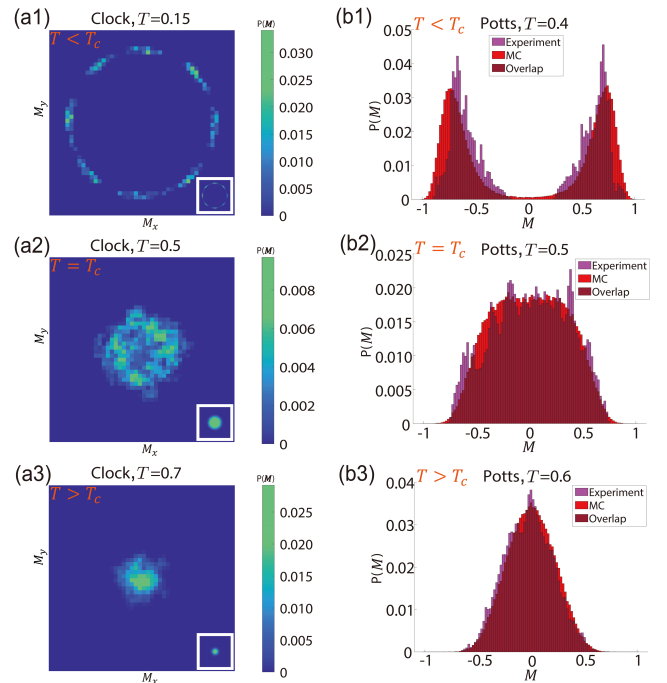 (a1) Clock, T=0.15
T < T_c
P(M)
0.030
0.025
0.020
0.015
0.010
0.005
0
M_y
M_x
(b1) T < T_c Potts, T=0.4
Experiment
MC
Overlap
P(M)
0.05
0.04
0.03
0.02
0.01
0
-1 -0.5 0 0.5 1
M
(a2) Clock, T=0.5
T = T_c
P(M)
0.008
0.006
0.004
0.002
0
M_y
M_x
(b2) T = T_c Potts, T=0.5
Experiment
MC
Overlap
P(M)
0.025
0.020
0.015
0.010
0.005
0
-1 -0.5 0 0.5 1
M
(a3) Clock, T=0.7
T > T_c
P(M)
0.025
0.020
0.015
0.010
0.005
0
M_y
M_x
(b3) T > T_c Potts, T=0.6
Experiment
MC
Overlap
P(M)
0.04
0.03
0.02
0.01
0
-1 -0.5 0 0.5 1
M